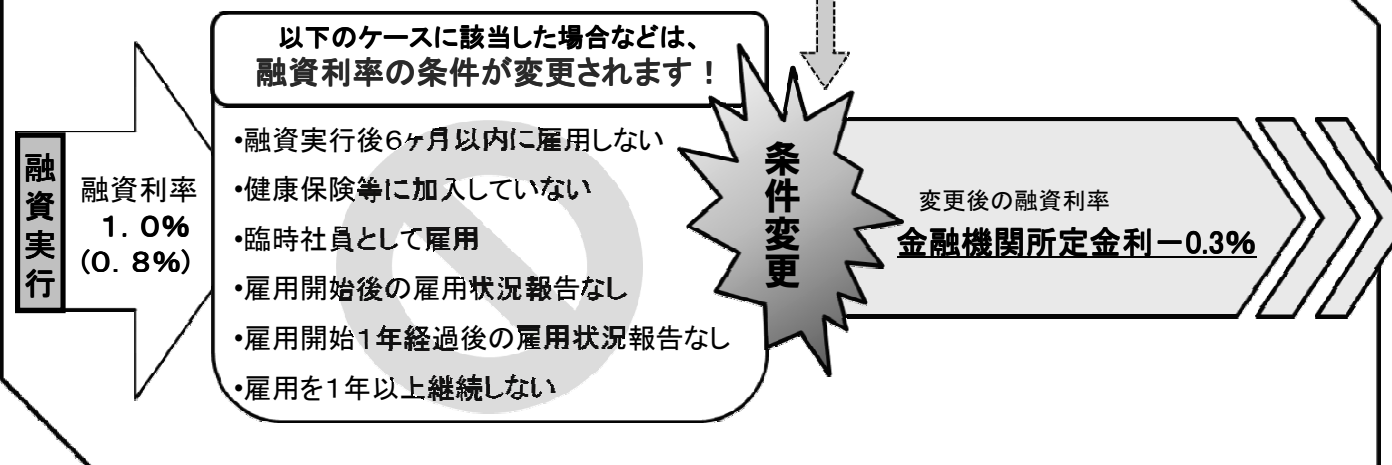 以下のケースに該当した場合などは、
融資利率の条件が変更されます！
融資実行
融資利率
1．0%
(0．8%)
・融資実行後6ヶ月以内に雇用しない
・健康保険等に加入していない
・臨時社員として雇用
・雇用開始後の雇用状況報告なし
・雇用開始1年経過後の雇用状況報告なし
・雇用を1年以上継続しない
条件変更
変更後の融資利率
金融機関所定金利－0.3%